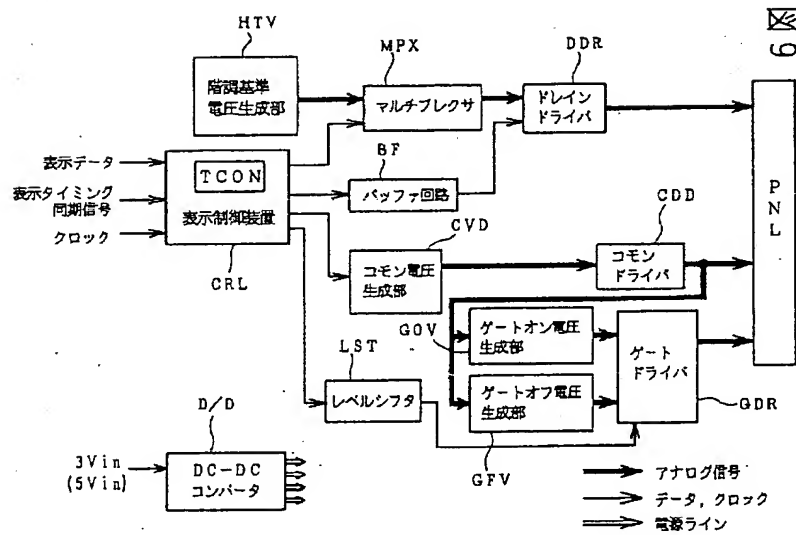 図
9
HTV
MPX
DDR
階調基準
電圧生成部
マルチプレクサ
ドレイン
ドライバ
表示データ
表示タイミング
同期信号
クロック
TCON
表示制御装置
CRL
BF
バッファ回路
CVD
コモン電圧
生成部
CDD
コモン
ドライバ
PNL
GOV
ゲートオン電圧
生成部
ゲート
ドライバ
LST
レベルシフタ
ゲートオフ電圧
生成部
GFV
GDR
D/D
3Vin
(5Vin)
DC-DC
コンバータ
アナログ信号
データ, クロック
電源ライン